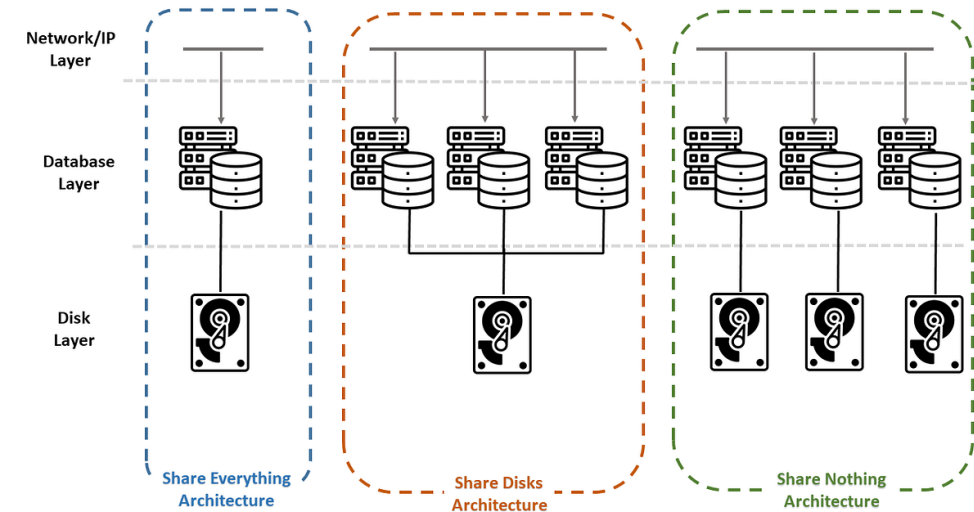 Network/IP
Layer
Database
Layer
Disk
Layer
Share Everything
Architecture
Share Disks
Architecture
Share Nothing
Architecture